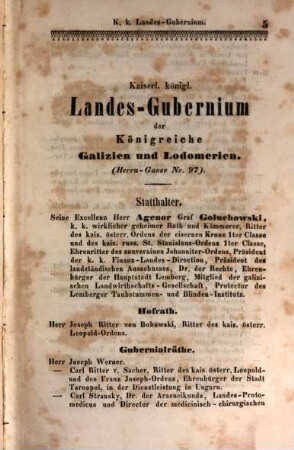 K. k. Landes-Gubernium. 5
Kaiserl. königl.
Landes-Gubernium
der
Königreiche
Galizien und Lodomerien.
(Herrn-Gasse Nr. 97).
Statthalter.
Seine Excellenz Herr Agenor Graf Goluchowski,
k. k. wirklicher geheimer Rath und Kämmerer, Ritter
des kais. österr. Ordens der eisernen Krone 1ter Classe
und des kais. russ. St. Stanislaus-Ordens 1ter Classe,
Ehrenritter des souverainen Johanniter-Ordens, Präsident
der k. k. Finanz-Landes-Direction, Präsident des
landständischen Ausschusses, Dr. der Rechte, Ehren-
bürger der Hauptstadt Lemberg, Mitglied der galizi-
schen Landwirthschafts-Gesellschaft, Protector des
Lemberger Taubstummen- und Blinden-Instituts.
Hofrath.
Herr Joseph Ritter von Bobowski, Ritter des kais. österr.
Leopold-Ordens.
Gubernialräthe.
Herr Joseph Werner.
— Carl Ritter v. Sacher, Ritter des kais. österr. Leopold-
und des Franz Joseph-Ordens, Ehrenbürger der Stadt
Tarnopol, in der Dienstleistung in Ungarn.
— Carl Stransky, Dr. der Arzeneikunde, Landes-Proto-
medicus und Director der medicinisch-chirurgischen